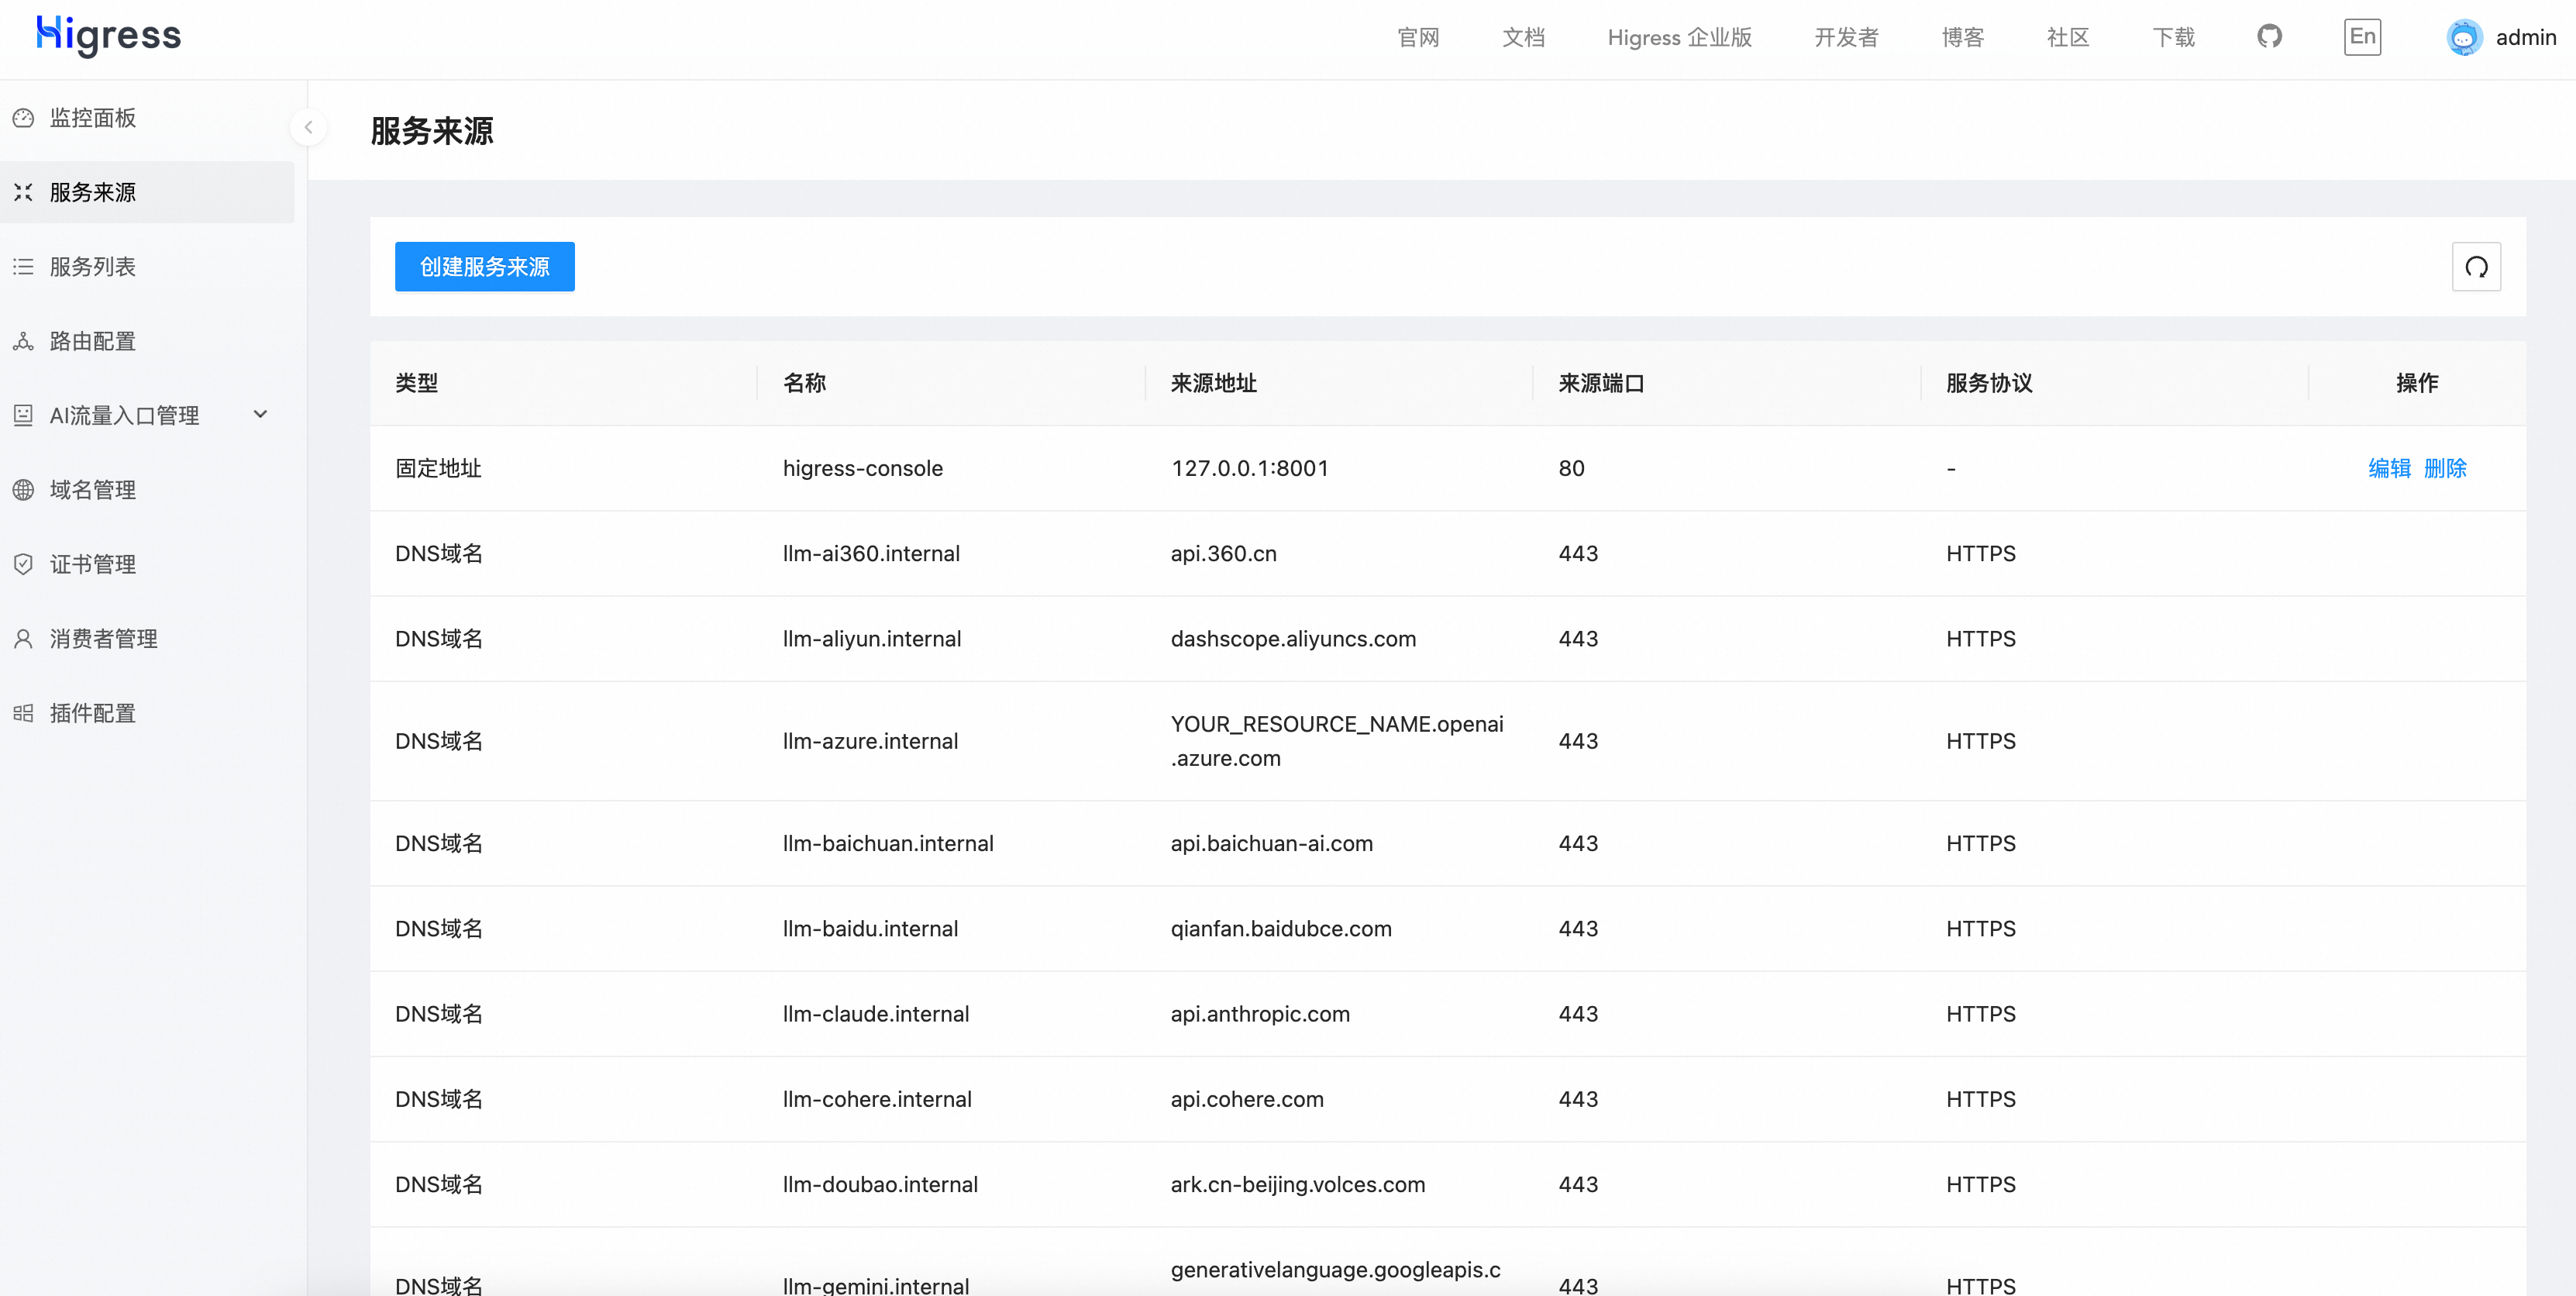 Higress
官网 文档 Higress 企业版 开发者 博客 社区 下载 En admin
监控面板
服务来源
服务列表
路由配置
AI流量入口管理
域名管理
证书管理
消费者管理
插件配置
服务来源
创建服务来源
类型 名称 来源地址 来源端口 服务协议 操作
固定地址 higress-console 127.0.0.1:8001 80 - 编辑 删除
DNS域名 llm-ai360.internal api.360.cn 443 HTTPS
DNS域名 llm-aliyun.internal dashscope.aliyuncs.com 443 HTTPS
DNS域名 llm-azure.internal YOUR_RESOURCE_NAME.openai 443 HTTPS
.azure.com
DNS域名 llm-baichuan.internal api.baichuan-ai.com 443 HTTPS
DNS域名 llm-baidu.internal qianfan.baidubce.com 443 HTTPS
DNS域名 llm-claude.internal api.anthropic.com 443 HTTPS
DNS域名 llm-cohere.internal api.cohere.com 443 HTTPS
DNS域名 llm-doubao.internal ark.cn-beijing.volces.com 443 HTTPS
DNS域名 llm-gemini.internal generativelanguage.googleapis.c 443 HTTPS